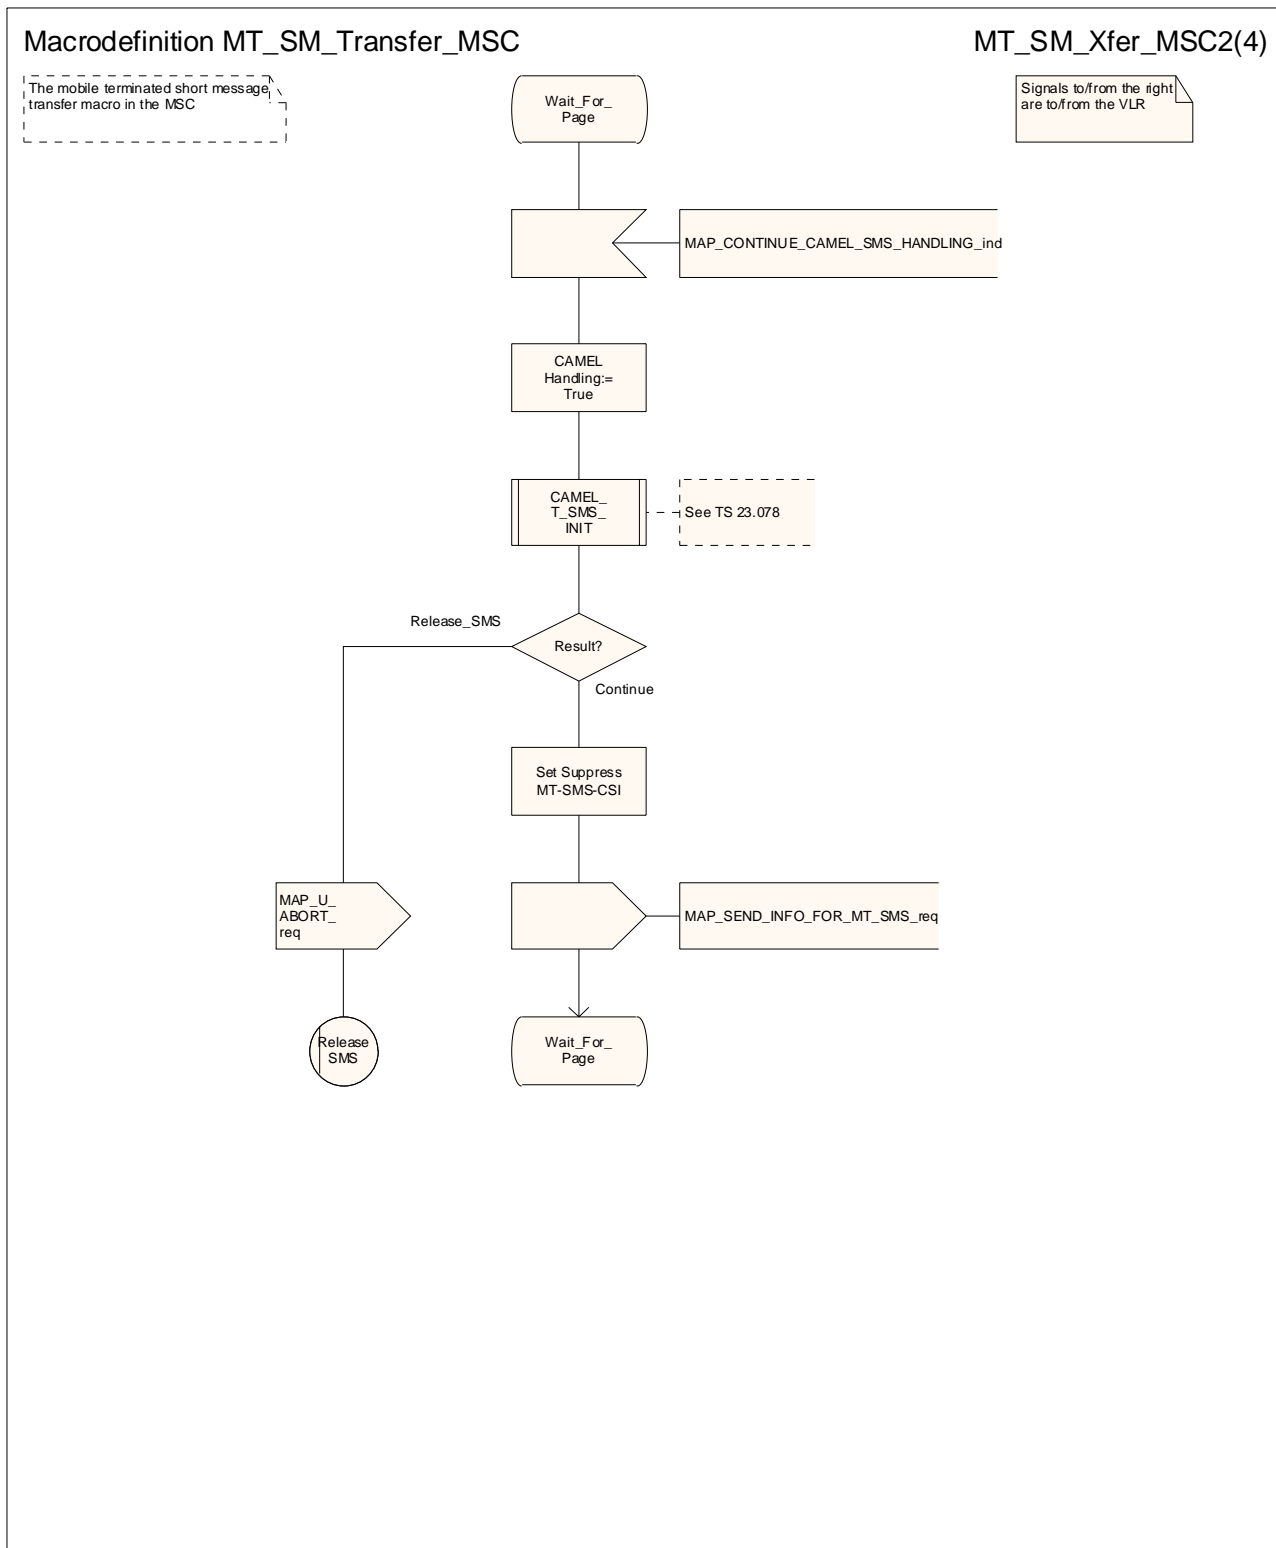 Macrodefinition MT_SM_Transfer_MSC
MT_SM_Xfer_MSC2(4)
The mobile terminated short message
transfer macro in the MSC
Wait_For_
Page
Signals to/from the right
are to/from the VLR
MAP_CONTINUE_CAMEL_SMS_HANDLING_ind
CAMEL
Handling:=
True
CAMEL_
T_SMS_
INIT
See TS 23.078
Release_SMS
Result?
Continue
Set Suppress
MT-SMS-CSI
MAP_U_
ABORT_
req
MAP_SEND_INFO_FOR_MT_SMS_req
Release
SMS
Wait_For_
Page